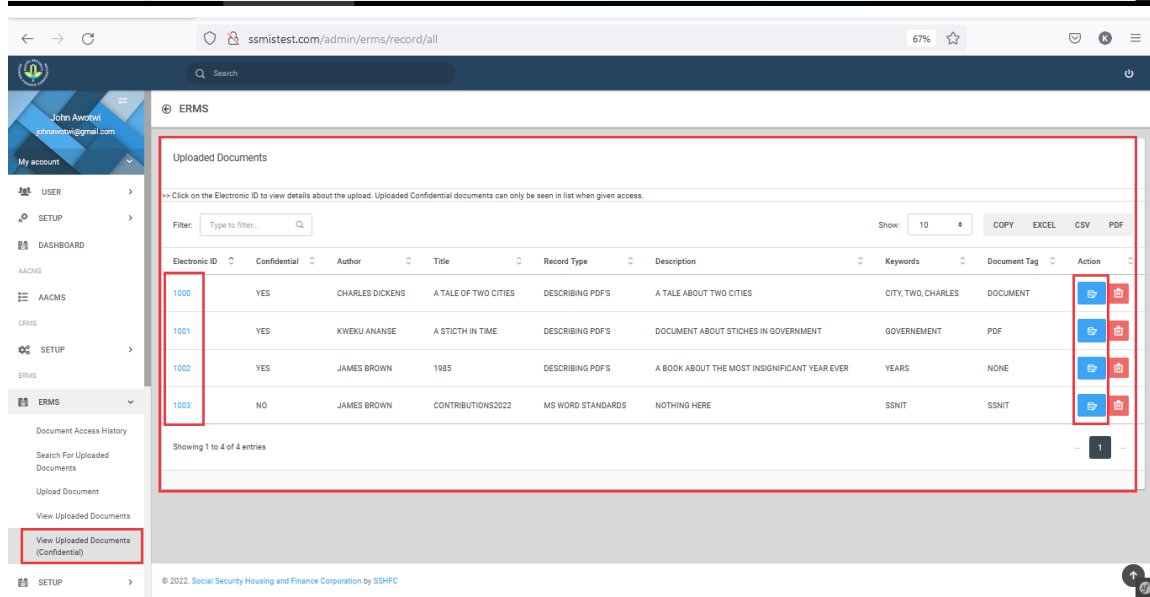 ssmistest.com/admin/erms/record/all
67%
K
Search
John Awotwi
johnawotwi@gmail.com
My account
USER
SETUP
DASHBOARD
AACMS
AACMS
CRMS
SETUP
ERMS
ERMS
Document Access History
Search For Uploaded
Documents
Upload Document
View Uploaded Documents
View Uploaded Documents
(Confidential)
SETUP
ERMS
Uploaded Documents
>> Click on the Electronic ID to view details about the upload. Uploaded Confidential documents can only be seen in list when given access.
Filter: Type to filter... Show: 10 COPY EXCEL CSV PDF
Electronic ID Confidential Author Title Record Type Description Keywords Document Tag Action
1000 YES CHARLES DICKENS A TALE OF TWO CITIES DESCRIBING PDF'S A TALE ABOUT TWO CITIES CITY, TWO, CHARLES DOCUMENT
1001 YES KWEKU ANANSE A STICTH IN TIME DESCRIBING PDF'S DOCUMENT ABOUT STICHES IN GOVERNMENT GOVERNEMENT PDF
1002 YES JAMES BROWN 1985 DESCRIBING PDF'S A BOOK ABOUT THE MOST INSIGNIFICANT YEAR EVER YEARS NONE
1003 NO JAMES BROWN CONTRIBUTIONS2022 MS WORD STANDARDS NOTHING HERE SSNIT SSNIT
Showing 1 to 4 of 4 entries
← 1 →
© 2022. Social Security Housing and Finance Corporation by SSHFC